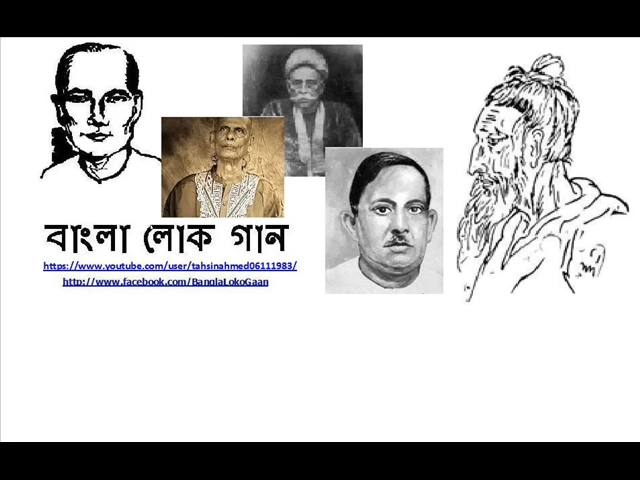 বাংলা লোক গান
https://www.youtube.com/user/tahsinahmed06111983/
http://www.facebook.com/BanglaLokoGaan